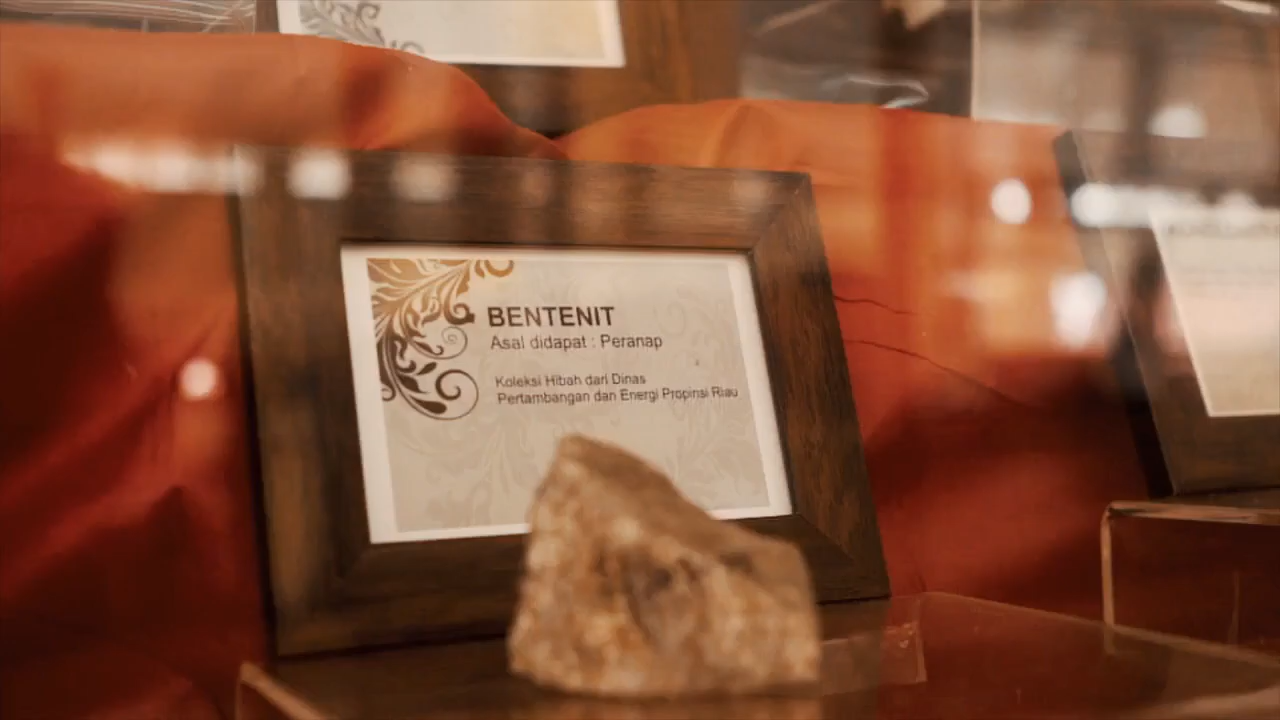 BENTENIT
Asal didapat : Peranap
Koleksi Hibah dari Dinas
Pertambangan dan Energi Propinsi Riau